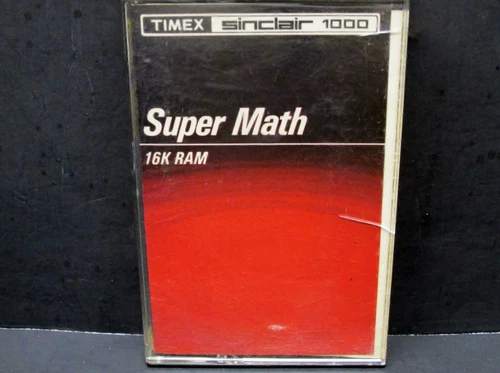 TIMEX sinclair 1000
Super Math
16K RAM